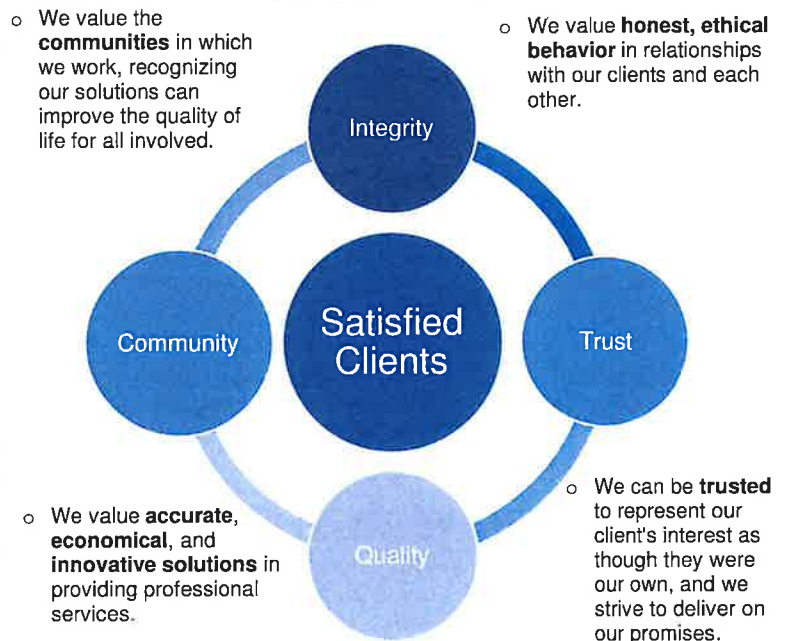 o We value the
communities in which
we work, recognizing
our solutions can
improve the quality of
life for all involved.
o We value honest, ethical
behavior in relationships
with our clients and each
other.
Integrity
Community
Satisfied
Clients
Trust
Quality
o We value accurate,
economical, and
innovative solutions in
providing professional
services.
o We can be trusted
to represent our
client's interest as
though they were
our own, and we
strive to deliver on
our promises.